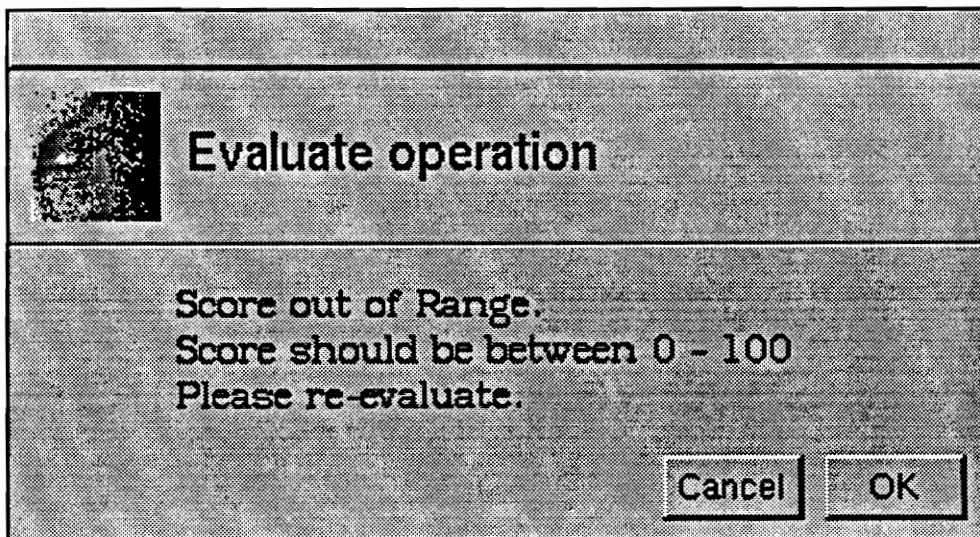 Evaluate operation
Score out of Range.
Score should be between 0 - 100
Please re-evaluate.
Cancel OK